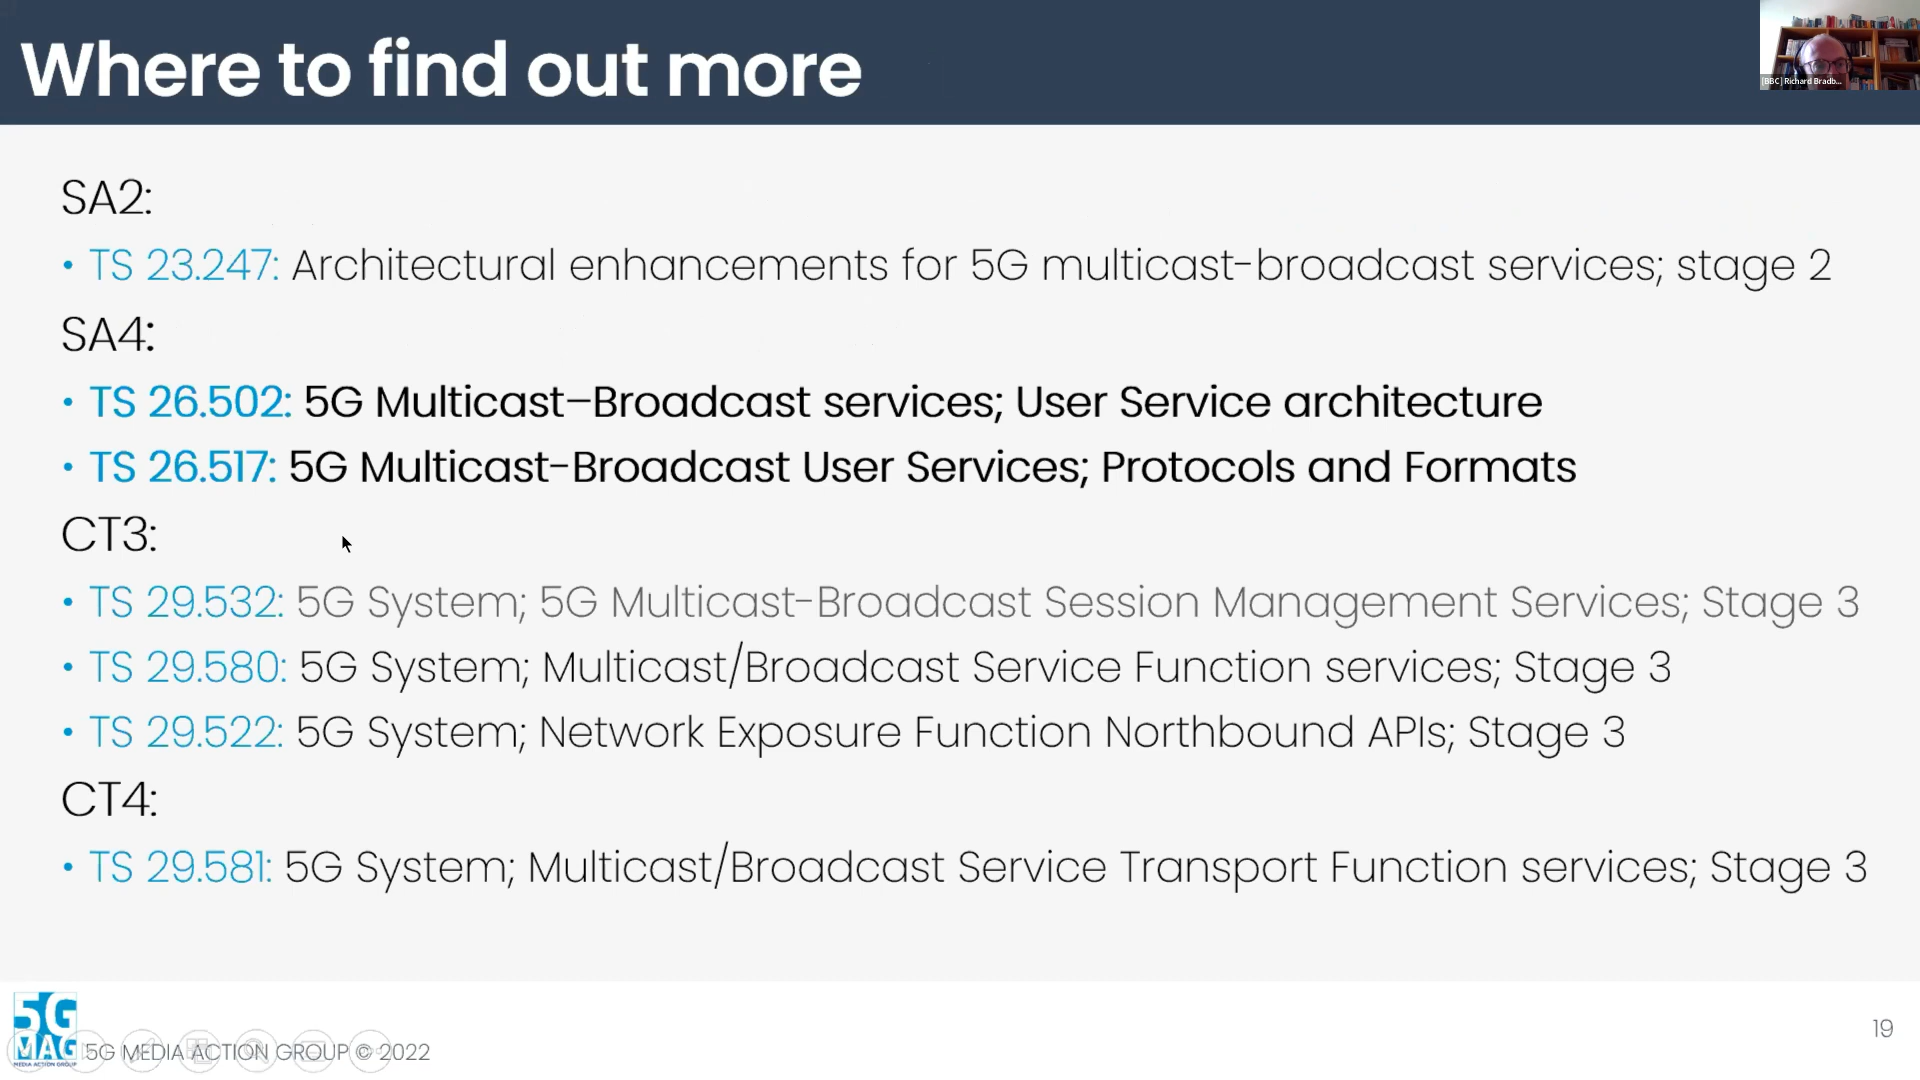 Where to find out more
[BBC] Richard Bradb...
SA2:
• TS 23.247: Architectural enhancements for 5G multicast-broadcast services; stage 2
SA4:
• TS 26.502: 5G Multicast–Broadcast services; User Service architecture
• TS 26.517: 5G Multicast-Broadcast User Services; Protocols and Formats
CT3:
• TS 29.532: 5G System; 5G Multicast-Broadcast Session Management Services; Stage 3
• TS 29.580: 5G System; Multicast/Broadcast Service Function services; Stage 3
• TS 29.522: 5G System; Network Exposure Function Northbound APIs; Stage 3
CT4:
• TS 29.581: 5G System; Multicast/Broadcast Service Transport Function services; Stage 3
5G
MAG
MEDIA ACTION GROUP
5G MEDIA ACTION GROUP © 2022
19